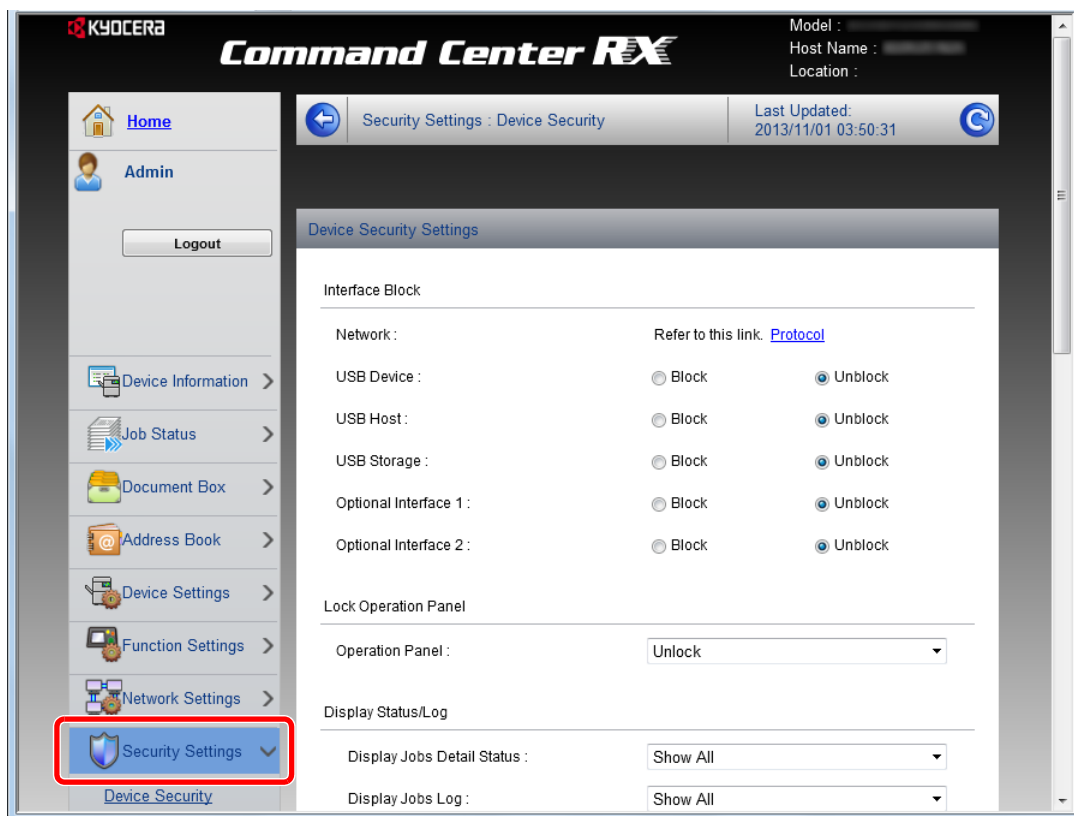 KYOCERA
Command Center RX
Model :
Host Name :
Location :
Home
Admin
Logout
Device Information
Job Status
Document Box
Address Book
Device Settings
Function Settings
Network Settings
Security Settings
Device Security
Security Settings : Device Security
Last Updated:
2013/11/01 03:50:31
Device Security Settings
Interface Block
Network : Refer to this link. Protocol
USB Device : Block Unblock
USB Host : Block Unblock
USB Storage : Block Unblock
Optional Interface 1 : Block Unblock
Optional Interface 2 : Block Unblock
Lock Operation Panel
Operation Panel : Unlock
Display Status/Log
Display Jobs Detail Status : Show All
Display Jobs Log : Show All